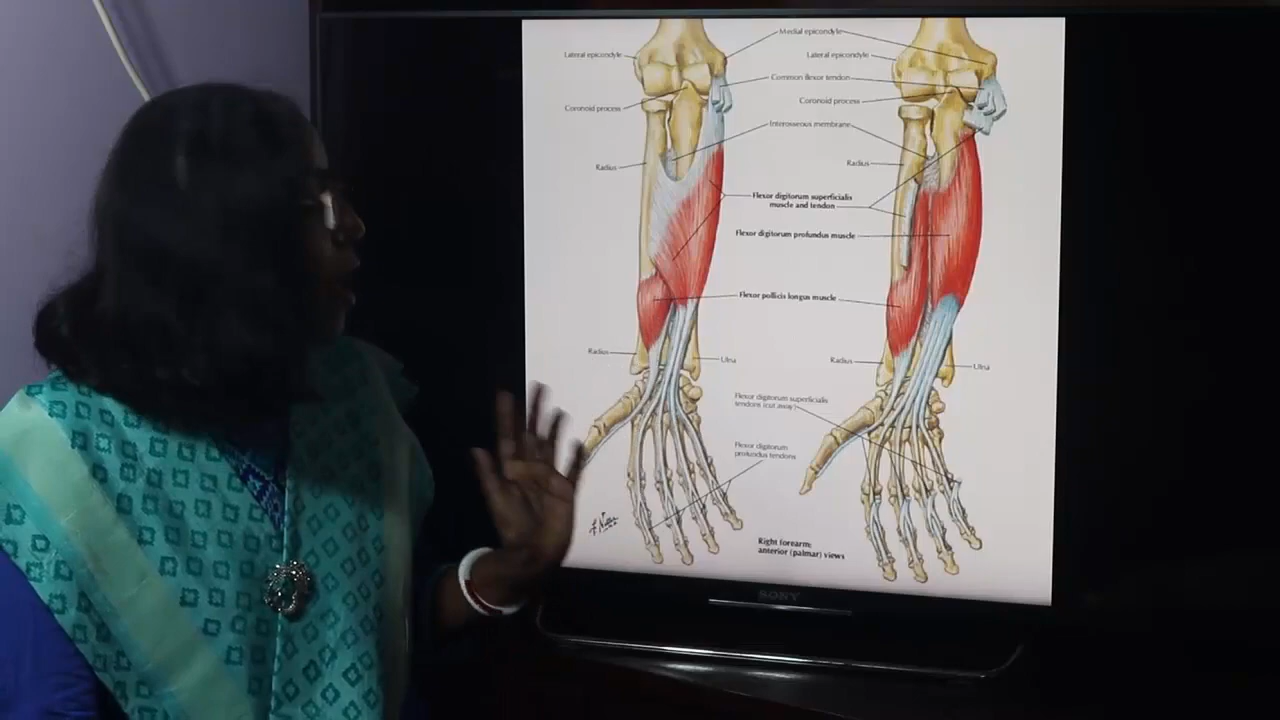 Medial epicondyle
Lateral epicondyle
Lateral epicondyle
Common flexor tendon
Coronoid process
Coronoid process
Interosseous membrane
Radius
Radius
Flexor digitorum superficialis
muscle and tendon
Flexor digitorum profundus muscle
Flexor pollicis longus muscle
Radius
Ulna
Radius
Ulna
Flexor digitorum superficialis
tendons (cut away)
Flexor digitorum
profundus tendons
Right forearm:
anterior (palmar) views
SONY